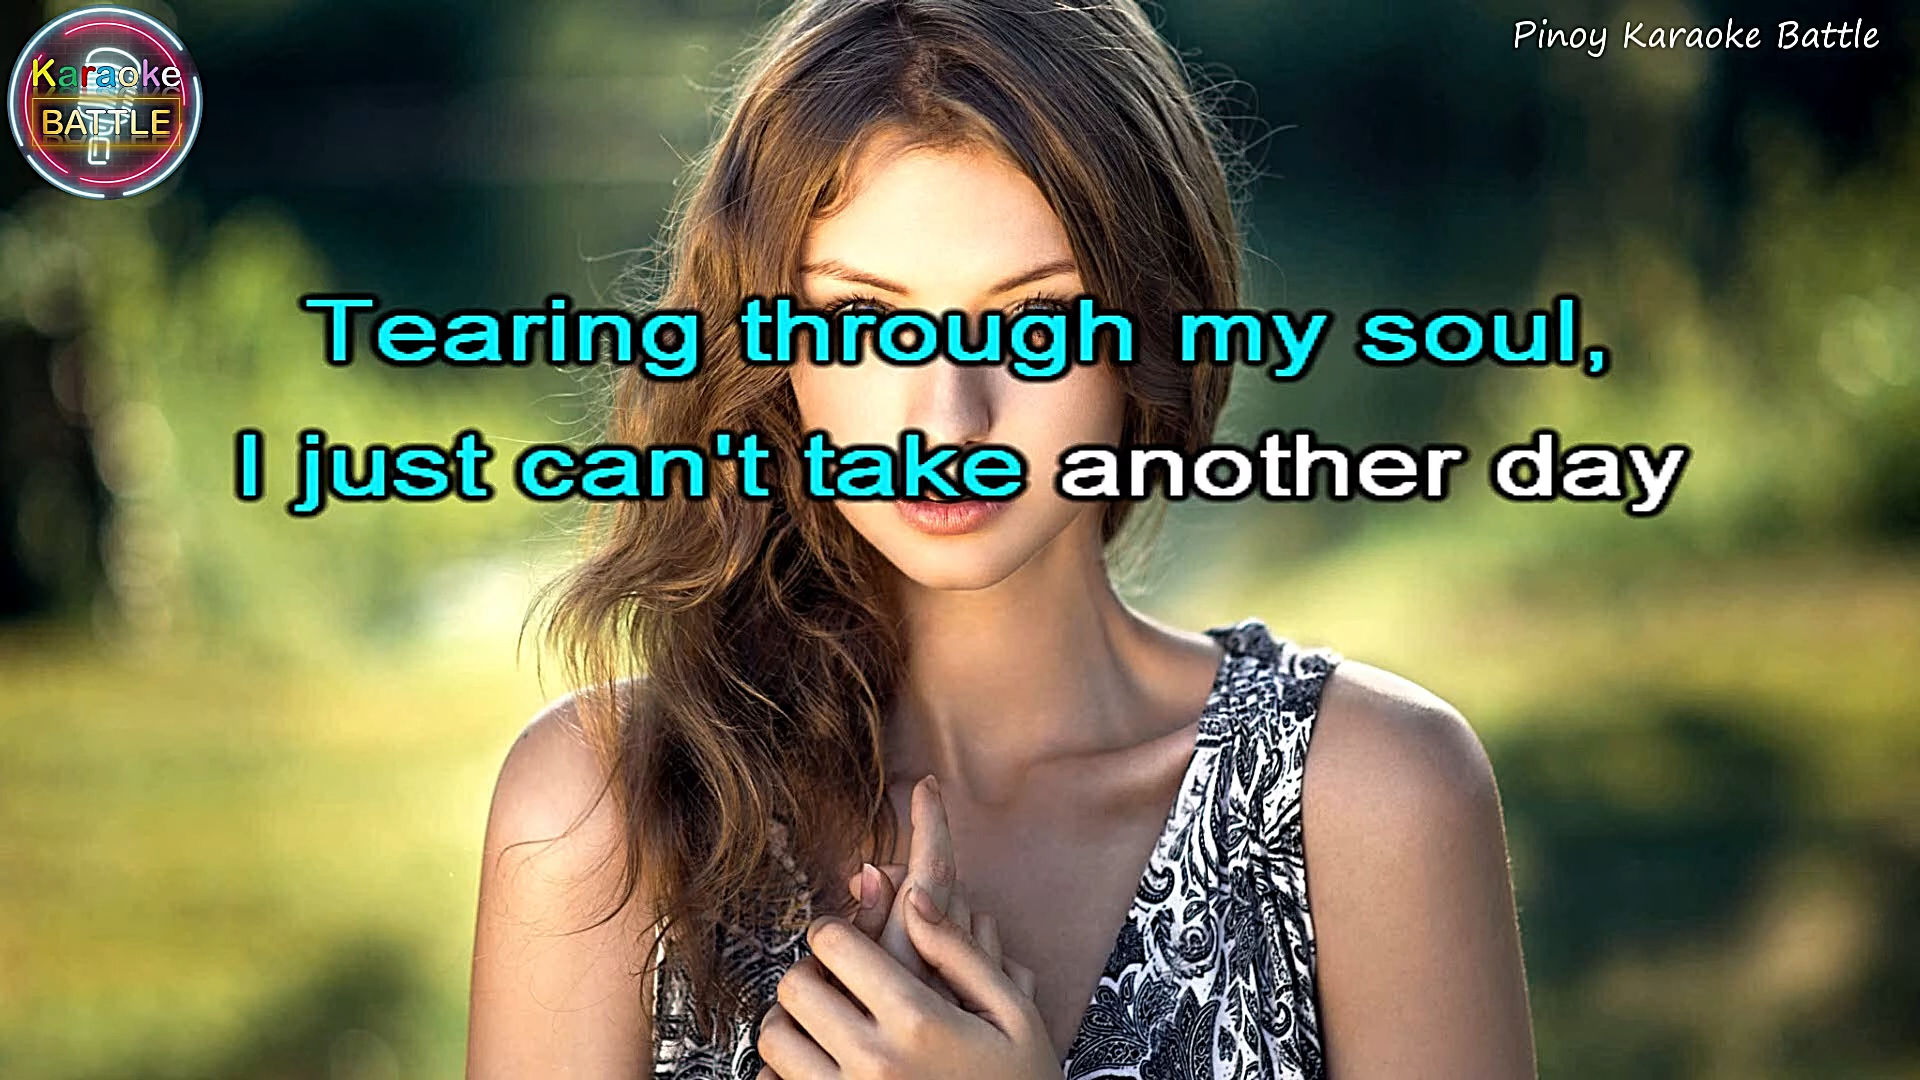 Karaoke
BATTLE
Pinoy Karaoke Battle
Tearing through my soul,
I just can't take another day